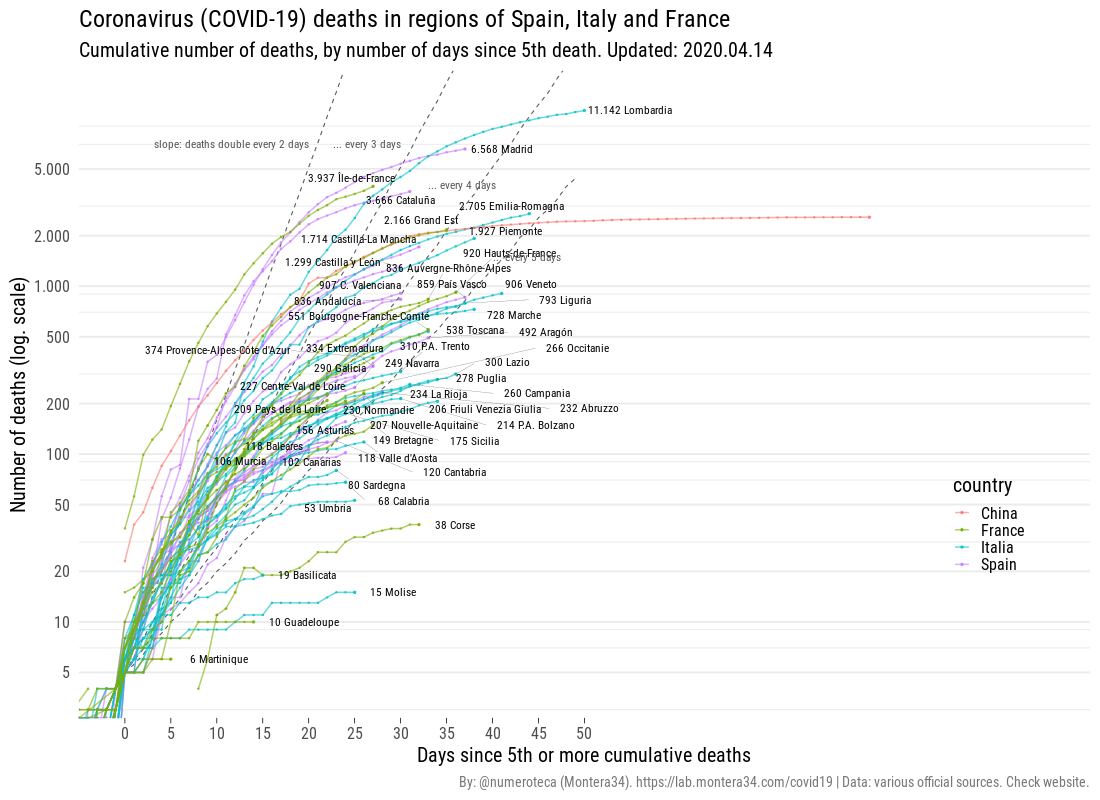 Coronavirus (COVID-19) deaths in regions of Spain, Italy and France
Cumulative number of deaths, by number of days since 5th death. Updated: 2020.04.14
11.142 Lombardia
slope: deaths double every 2 days
... every 3 days
6.568 Madrid
5.000
3.937 Île-de-France
... every 4 days
3.666 Cataluña
2.705 Emilia-Romagna
2.166 Grand Est
2.000
1.714 Castilla-La Mancha
1.927 Piemonte
920 Hauts-de-France
... every 5 days
1.299 Castilla y León
836 Auvergne-Rhône-Alpes
1.000
907 C. Valenciana
859 País Vasco
906 Veneto
836 Andalucía
793 Liguria
551 Bourgogne-Franche-Comté
728 Marche
500
538 Toscana
492 Aragón
374 Provence-Alpes-Côte d'Azur
334 Extremadura
310 P.A. Trento
266 Occitanie
290 Galicia
249 Navarra
300 Lazio
278 Puglia
227 Centre-Val de Loire
234 La Rioja
260 Campania
200
209 Pays de la Loire
230 Normandie
206 Friuli Venezia Giulia
232 Abruzzo
207 Nouvelle-Aquitaine
214 P.A. Bolzano
156 Asturias
149 Bretagne
175 Sicilia
118 Baleares
100
106 Murcia
102 Canarias
118 Valle d'Aosta
120 Cantabria
80 Sardegna
50
53 Umbria
68 Calabria
38 Corse
20
19 Basilicata
15 Molise
10
10 Guadeloupe
6 Martinique
5
country
China
France
Italia
Spain
Number of deaths (log. scale)
0 5 10 15 20 25 30 35 40 45 50
Days since 5th or more cumulative deaths
By: @numeroteca (Montera34). https://lab.montera34.com/covid19 | Data: various official sources. Check website.